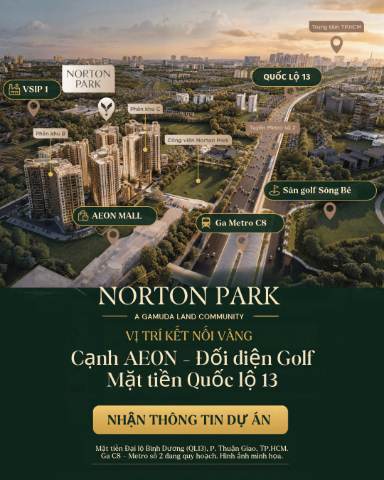 Trung tâm TP.HCM
NORTON
PARK
VSIP 1
QUỐC LỘ 13
Phân khu C
Phân khu B
Tuyến Metro số 2
Công viên Norton Park
Sân golf Sông Bé
AEON MALL
Ga Metro C8
NORTON PARK
A GAMUDA LAND COMMUNITY
VỊ TRÍ KẾT NỐI VÀNG
Cạnh AEON - Đối diện Golf
Mặt tiền Quốc lộ 13
NHẬN THÔNG TIN DỰ ÁN
Mặt tiền Đại lộ Bình Dương (QL13), P. Thuận Giao, TP.HCM.
Ga C8 - Metro số 2 đang quy hoạch. Hình ảnh minh họa.